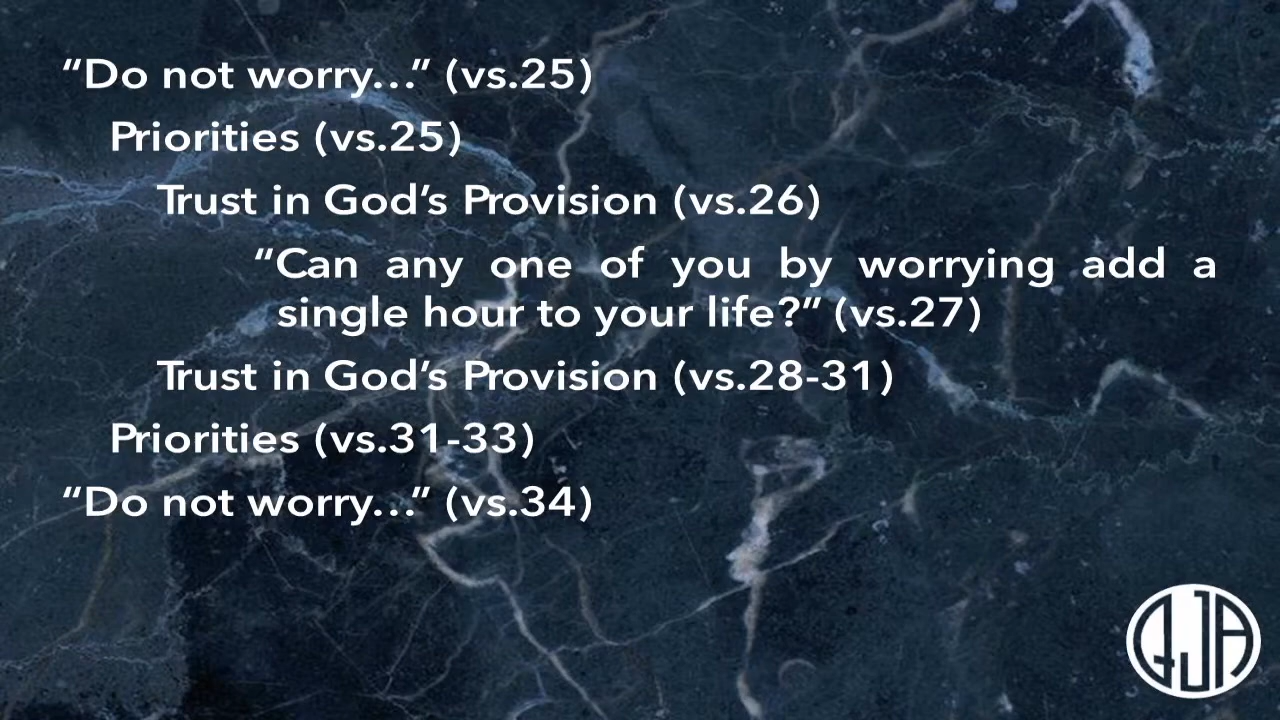 “Do not worry…” (vs.25)
Priorities (vs.25)
Trust in God’s Provision (vs.26)
“Can any one of you by worrying add a
single hour to your life?” (vs.27)
Trust in God’s Provision (vs.28-31)
Priorities (vs.31-33)
“Do not worry…” (vs.34)
QJA